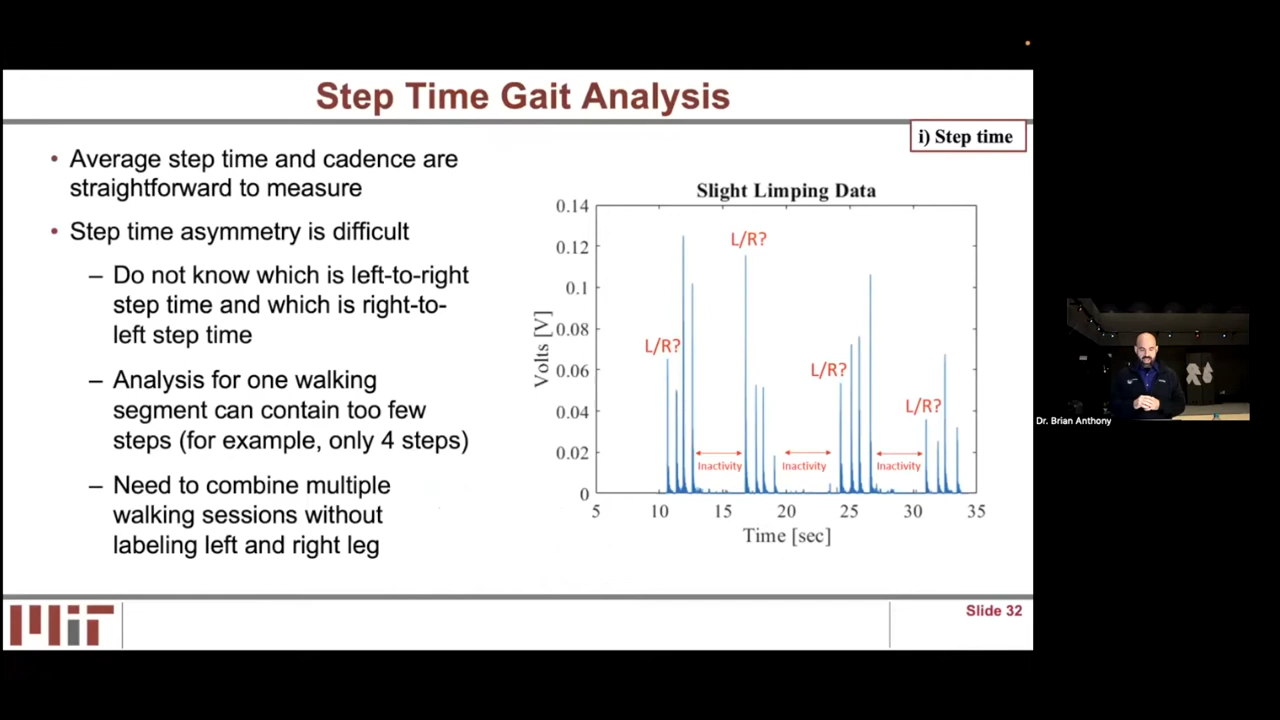 Step Time Gait Analysis
i) Step time
• Average step time and cadence are
straightforward to measure
• Step time asymmetry is difficult
– Do not know which is left-to-right
step time and which is right-to-
left step time
– Analysis for one walking
segment can contain too few
steps (for example, only 4 steps)
– Need to combine multiple
walking sessions without
labeling left and right leg
Slight Limping Data
Volts [V]
0.14
0.12
0.1
0.08
0.06
0.04
0.02
0
L/R?
L/R?
L/R?
L/R?
Inactivity
Inactivity
Inactivity
5 10 15 20 25 30 35
Time [sec]
Dr. Brian Anthony
MIT
Slide 32